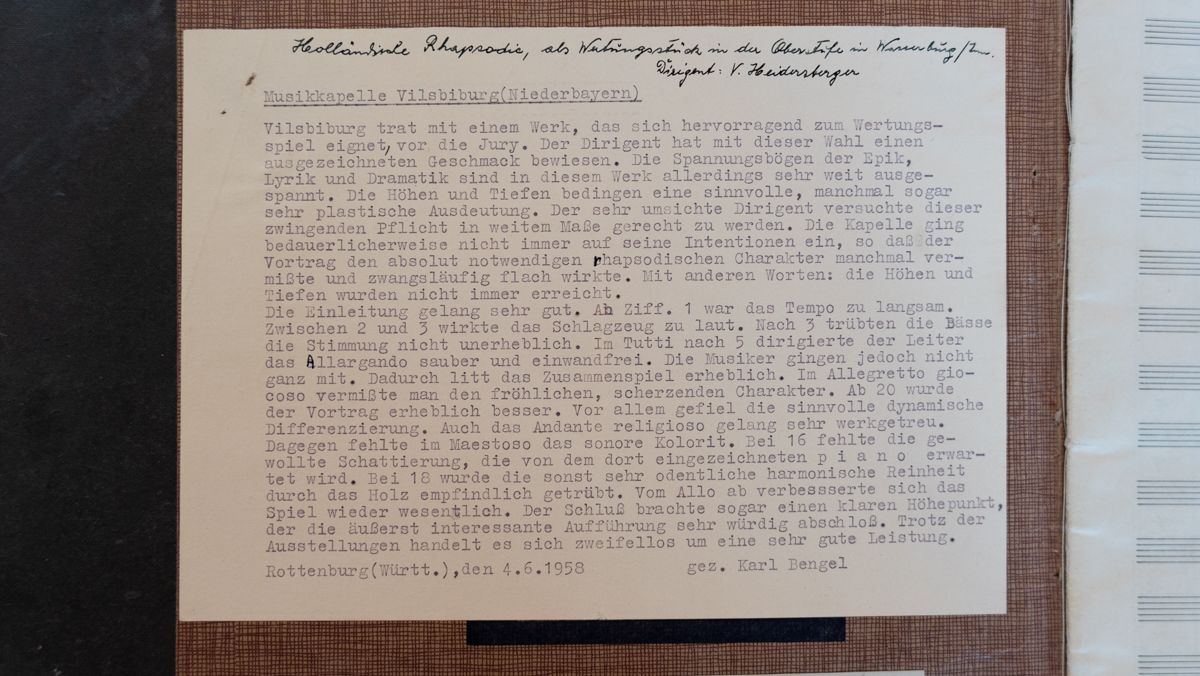 Holländische Rhapsodie, als Wertungsstück in der Oberstufe in Wasserburg/Inn.
Dirigent: V. Heidersberger
Musikkapelle Vilsbiburg(Niederbayern)
Vilsbiburg trat mit einem Werk, das sich hervorragend zum Wertungs-
spiel eignet, vor die Jury. Der Dirigent hat mit dieser Wahl einen
ausgezeichneten Geschmack bewiesen. Die Spannungsbögen der Epik,
Lyrik und Dramatik sind in diesem Werk allerdings sehr weit ausge-
spannt. Die Höhen und Tiefen bedingen eine sinnvolle, manchmal sogar
sehr plastische Ausdeutung. Der sehr umsichte Dirigent versuchte dieser
zwingenden Pflicht in weitem Maße gerecht zu werden. Die Kapelle ging
bedauerlicherweise nicht immer auf seine Intentionen ein, so daß der
Vortrag den absolut notwendigen rhapsodischen Charakter manchmal ver-
mißte und zwangsläufig flach wirkte. Mit anderen Worten: die Höhen und
Tiefen wurden nicht immer erreicht.
Die Einleitung gelang sehr gut. Ab Ziff. 1 war das Tempo zu langsam.
Zwischen 2 und 3 wirkte das Schlagzeug zu laut. Nach 3 trübten die Bässe
die Stimmung nicht unerheblich. Im Tutti nach 5 dirigierte der Leiter
das Allargando sauber und einwandfrei. Die Musiker gingen jedoch nicht
ganz mit. Dadurch litt das Zusammenspiel erheblich. Im Allegretto gio-
coso vermißte man den fröhlichen, scherzenden Charakter. Ab 20 wurde
der Vortrag erheblich besser. Vor allem gefiel die sinnvolle dynamische
Differenzierung. Auch das Andante religioso gelang sehr werkgetreu.
Dagegen fehlte im Maestoso das sonore Kolorit. Bei 16 fehlte die ge-
wollte Schattierung, die von dem dort eingezeichneten p i a n o erwar-
tet wird. Bei 18 wurde die sonst sehr odentliche harmonische Reinheit
durch das Holz empfindlich getrübt. Vom Allo ab verbessserte sich das
Spiel wieder wesentlich. Der Schluß brachte sogar einen klaren Höhepunkt,
der die äußerst interessante Aufführung sehr würdig abschloß. Trotz der
Ausstellungen handelt es sich zweifellos um eine sehr gute Leistung.
Rottenburg(Württ.),den 4.6.1958 gez. Karl Bengel